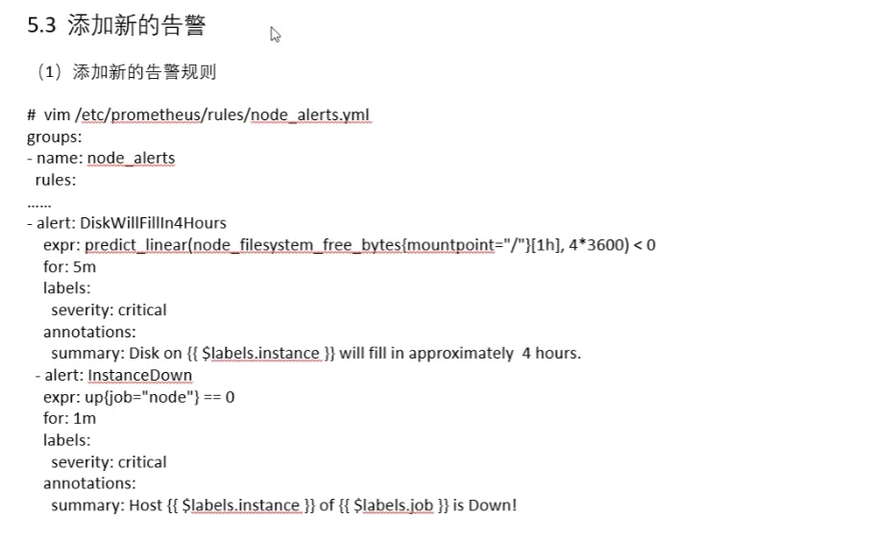 5.3 添加新的告警
（1）添加新的告警规则
# vim /etc/prometheus/rules/node_alerts.yml
groups:
- name: node_alerts
  rules:
......
- alert: DiskWillFillIn4Hours
    expr: predict_linear(node_filesystem_free_bytes{mountpoint="/"}[1h], 4*3600) < 0
    for: 5m
    labels:
      severity: critical
    annotations:
      summary: Disk on {{ $labels.instance }} will fill in approximately  4 hours.
  - alert: InstanceDown
    expr: up{job="node"} == 0
    for: 1m
    labels:
      severity: critical
    annotations:
      summary: Host {{ $labels.instance }} of {{ $labels.job }} is Down!